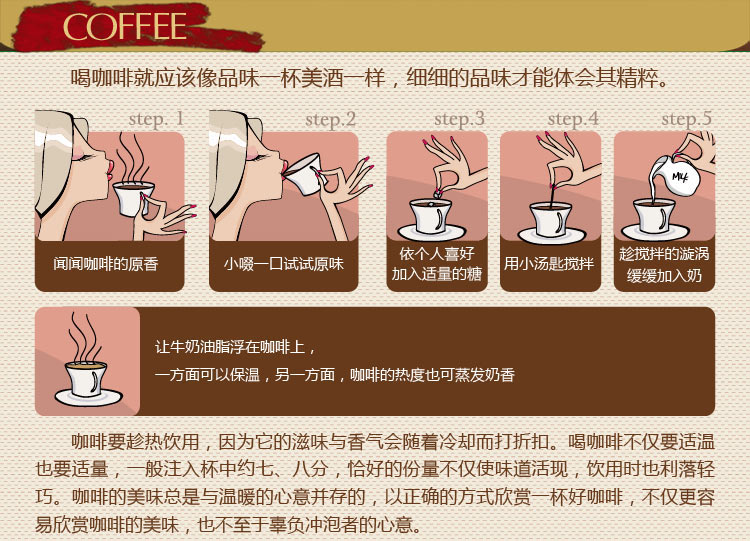 COFFEE
喝咖啡就应该像品味一杯美酒一样，细细的品味才能体会其精粹。
step. 1
step.2
step.3
step.4
step.5
Milk
闻闻咖啡的原香
小啜一口试试原味
依个人喜好
加入适量的糖
用小汤匙搅拌
趁搅拌的漩涡
缓缓加入奶
让牛奶油脂浮在咖啡上，
一方面可以保温，另一方面，咖啡的热度也可蒸发奶香
咖啡要趁热饮用，因为它的滋味与香气会随着冷却而打折扣。喝咖啡不仅要适温
也要适量，一般注入杯中约七、八分，恰好的份量不仅使味道活现，饮用时也利落轻
巧。咖啡的美味总是与温暖的心意并存的，以正确的方式欣赏一杯好咖啡，不仅更容
易欣赏咖啡的美味，也不至于辜负冲泡者的心意。